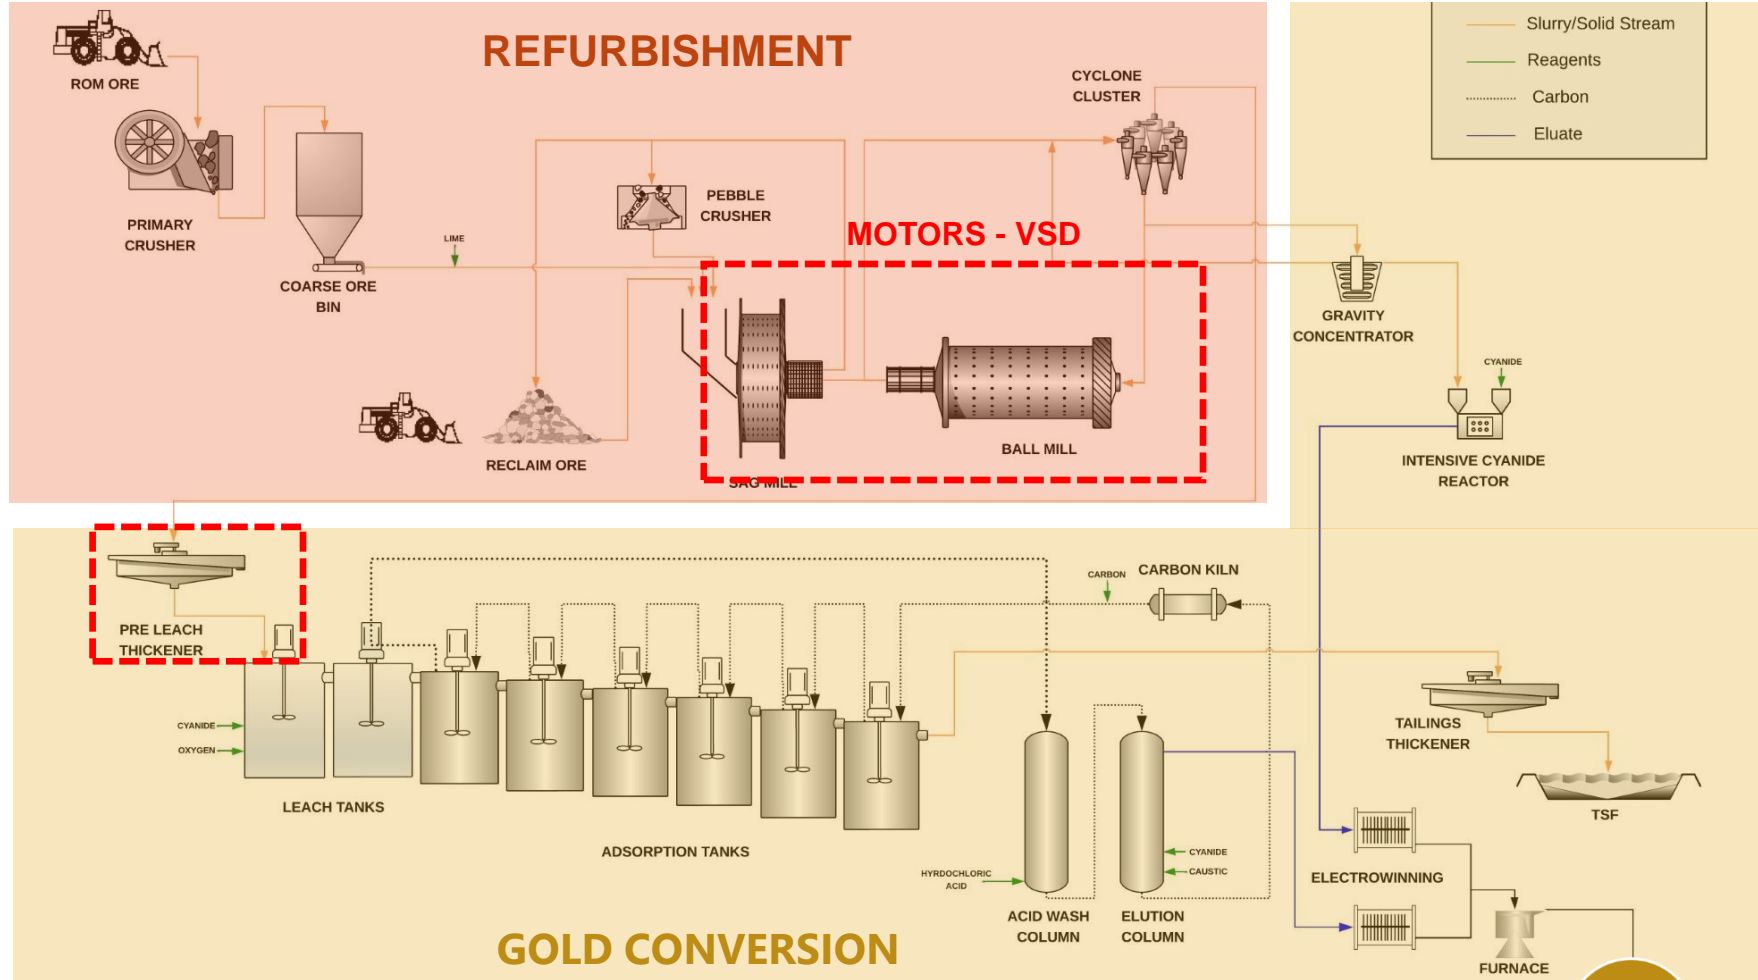 REFURBISHMENT
ROM ORE
PRIMARY
CRUSHER
LIME
COARSE ORE
BIN
PEBBLE
CRUSHER
CYCLONE
CLUSTER
MOTORS - VSD
RECLAIM ORE
SAG MILL
BALL MILL
Slurry/Solid Stream
Reagents
Carbon
Eluate
GRAVITY
CONCENTRATOR
CYANIDE
INTENSIVE CYANIDE
REACTOR
PRE LEACH
THICKENER
CYANIDE
OXYGEN
LEACH TANKS
ADSORPTION TANKS
CARBON
CARBON KILN
HYRDOCHLORIC
ACID
ACID WASH
COLUMN
CYANIDE
CAUSTIC
ELUTION
COLUMN
TAILINGS
THICKENER
TSF
ELECTROWINNING
FURNACE
GOLD CONVERSION